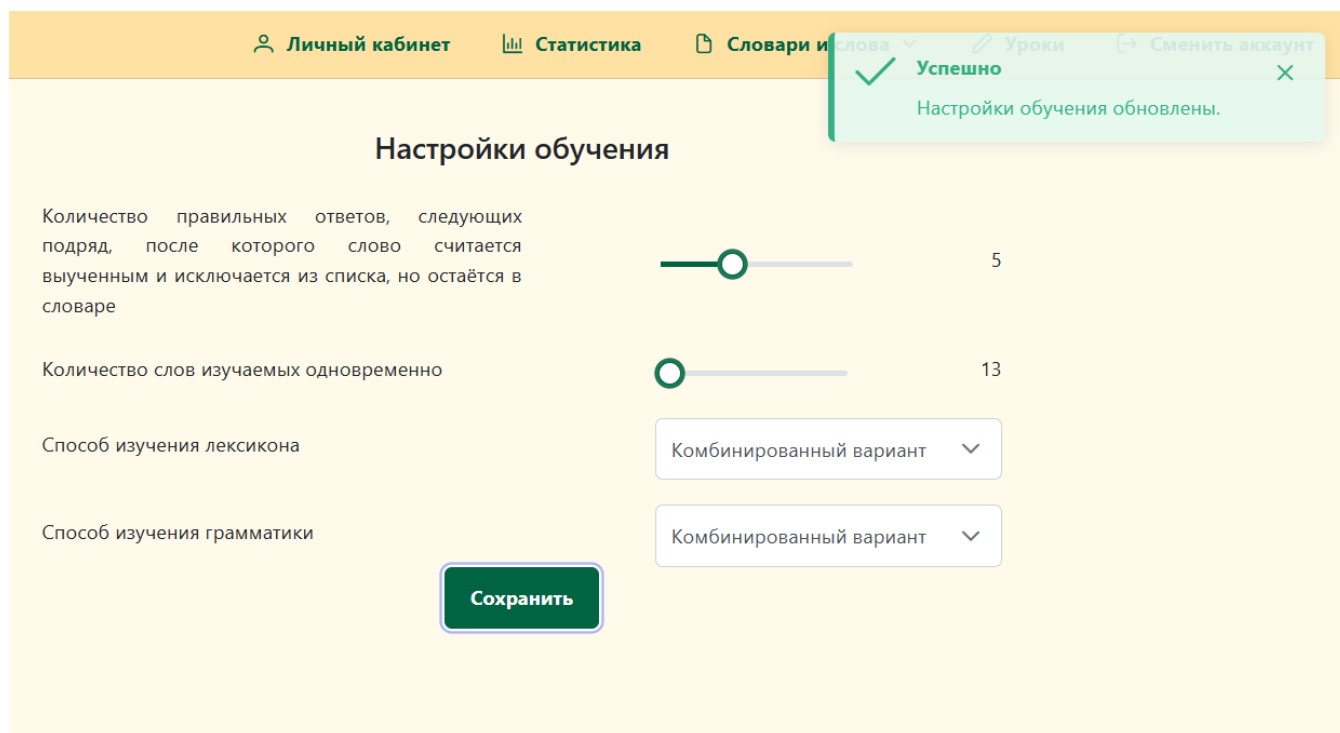 Личный кабинет Статистика Словари и слова Уроки Сменить аккаунт
Успешно
Настройки обучения обновлены.
Настройки обучения
Количество правильных ответов, следующих
подряд, после которого слово считается
выученным и исключается из списка, но остаётся в
словаре
5
Количество слов изучаемых одновременно
13
Способ изучения лексикона
Комбинированный вариант
Способ изучения грамматики
Комбинированный вариант
Сохранить